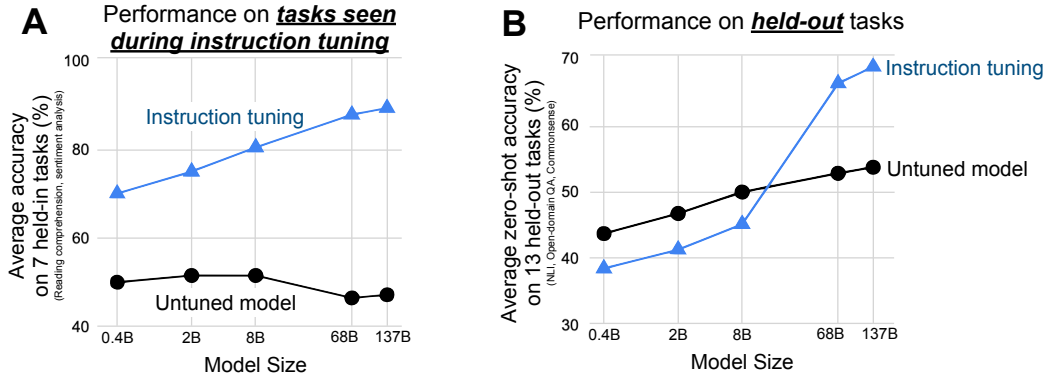 A
Performance on tasks seen
during instruction tuning
Average accuracy
on 7 held-in tasks (%)
(Reading comprehension, sentiment analysis)
100
80
60
40
Instruction tuning
Untuned model
0.4B
2B
8B
68B
137B
Model Size
B
Performance on held-out tasks
Average zero-shot accuracy
on 13 held-out tasks (%)
(NLI, Open-domain QA, Commonsense)
70
60
50
40
30
Instruction tuning
Untuned model
0.4B
2B
8B
68B
137B
Model Size